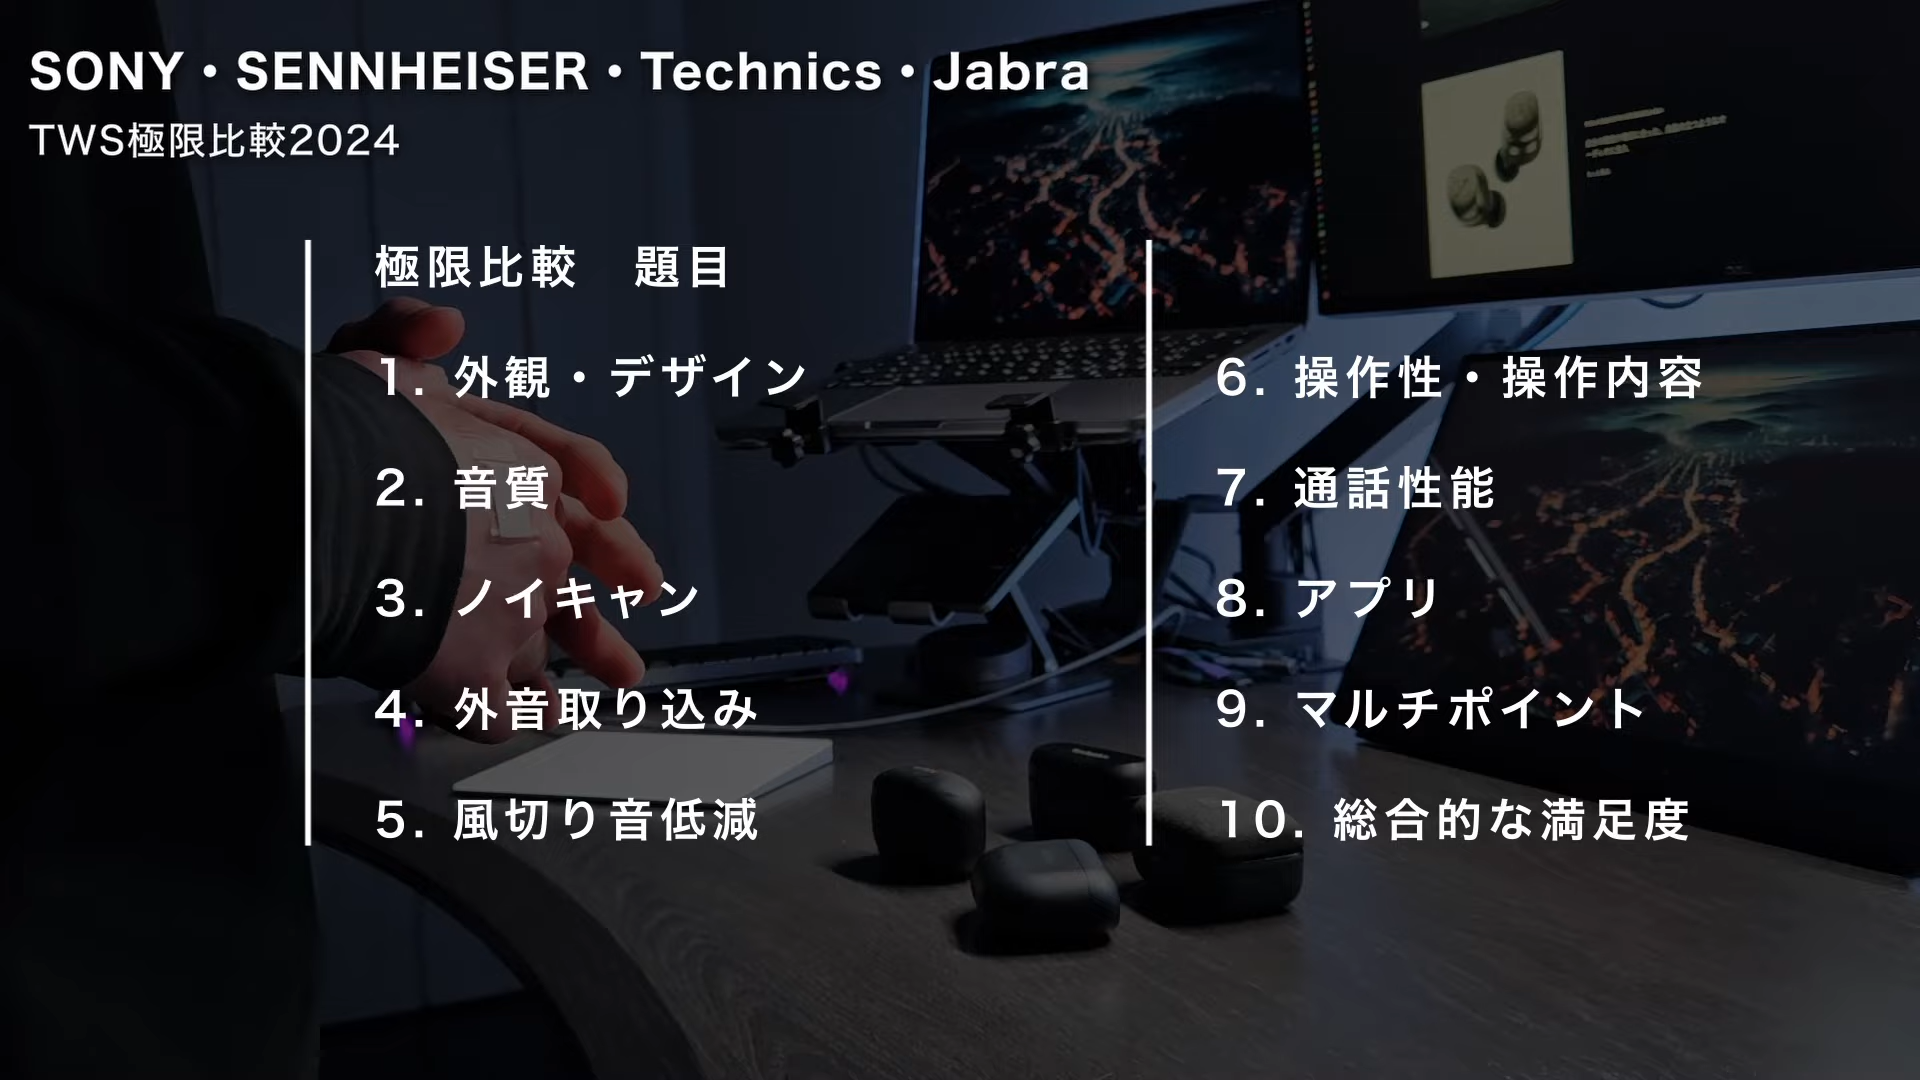 SONY・SENNHEISER・Technics・Jabra
TWS極限比較2024
極限比較　題目
1. 外観・デザイン
2. 音質
3. ノイキャン
4. 外音取り込み
5. 風切り音低減
6. 操作性・操作内容
7. 通話性能
8. アプリ
9. マルチポイント
10. 総合的な満足度